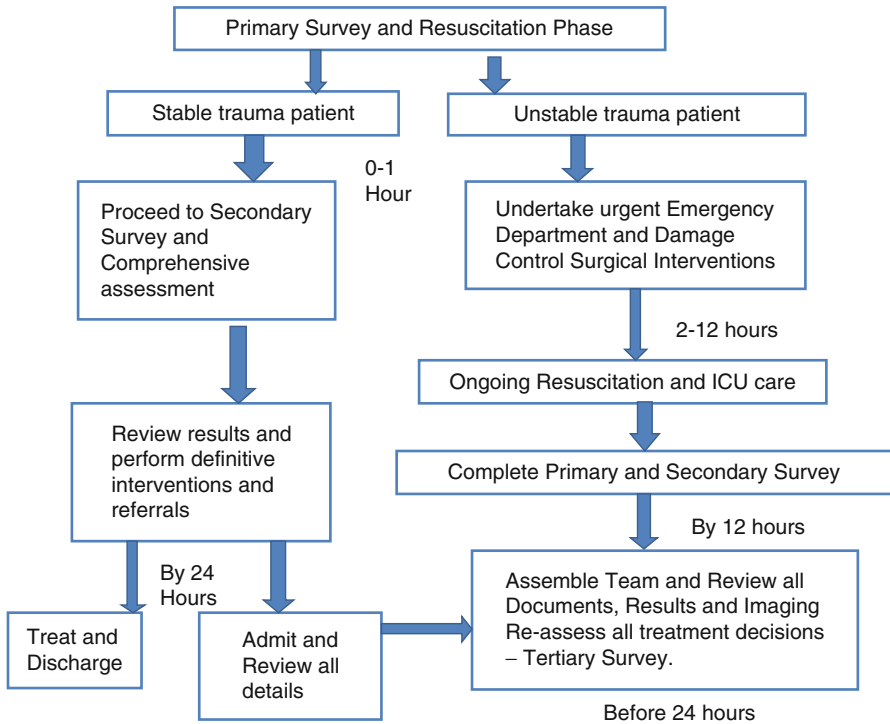 Primary Survey and Resuscitation Phase
Stable trauma patient
Unstable trauma patient
0-1
Hour
Proceed to Secondary
Survey and
Comprehensive
assessment
Undertake urgent Emergency
Department and Damage
Control Surgical Interventions
2-12 hours
Ongoing Resuscitation and ICU care
Review results and
perform definitive
interventions and
referrals
Complete Primary and Secondary Survey
By 12 hours
By 24
Hours
Treat and
Discharge
Admit and
Review all
details
Assemble Team and Review all
Documents, Results and Imaging
Re-assess all treatment decisions
– Tertiary Survey.
Before 24 hours